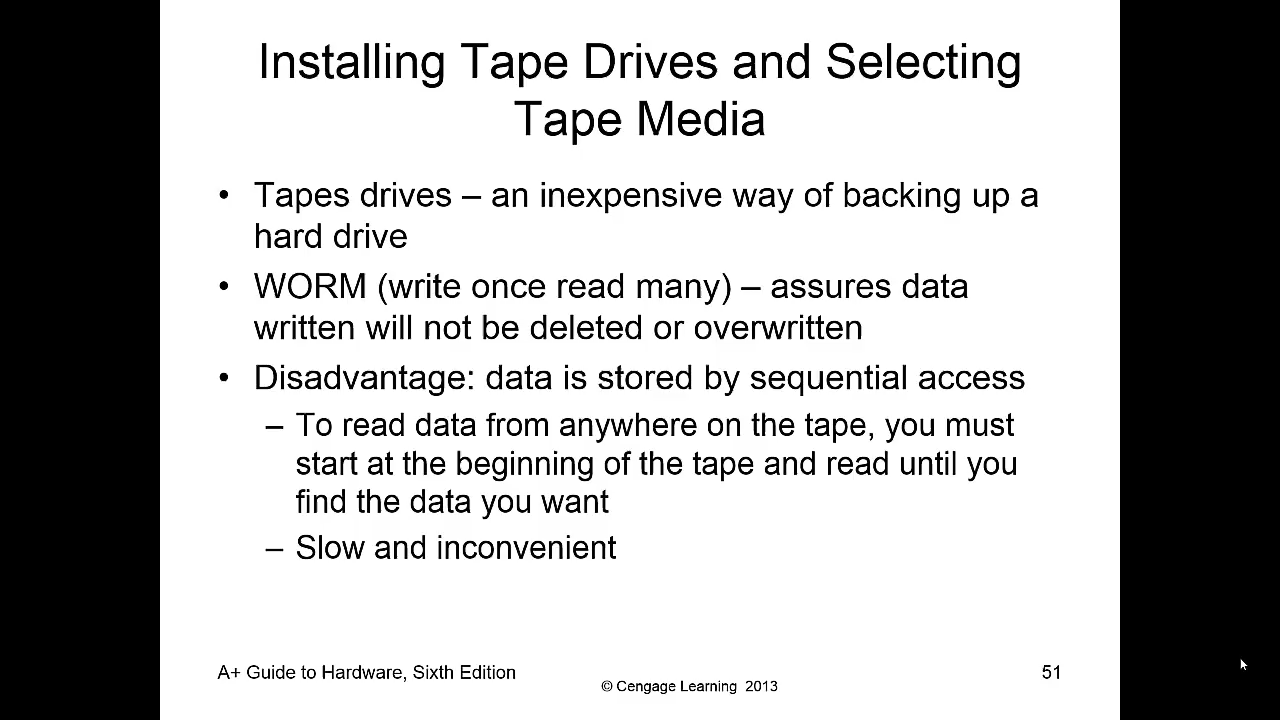 Installing Tape Drives and Selecting
Tape Media
• Tapes drives – an inexpensive way of backing up a
hard drive
• WORM (write once read many) – assures data
written will not be deleted or overwritten
• Disadvantage: data is stored by sequential access
– To read data from anywhere on the tape, you must
start at the beginning of the tape and read until you
find the data you want
– Slow and inconvenient
A+ Guide to Hardware, Sixth Edition
© Cengage Learning 2013
51